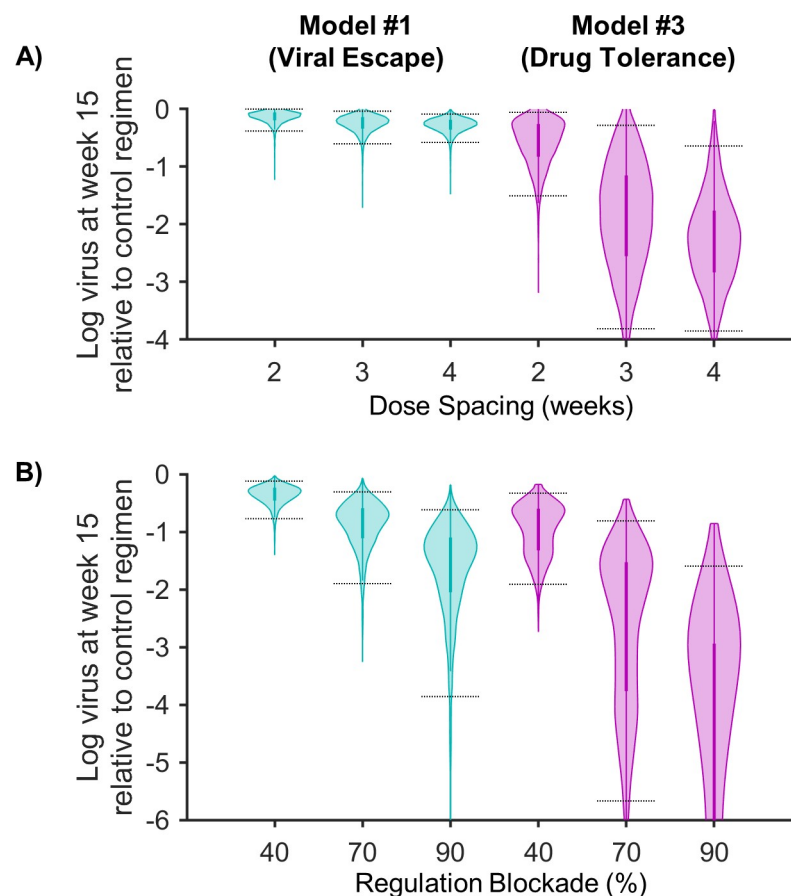 Model #1 Model #3
A) (Viral Escape) (Drug Tolerance)
Log virus at week 15
relative to control regimen
0
-1
-2
-3
-4
2 3 4 2 3 4
Dose Spacing (weeks)
B)
Log virus at week 15
relative to control regimen
0
-1
-2
-3
-4
-5
-6
40 70 90 40 70 90
Regulation Blockade (%)